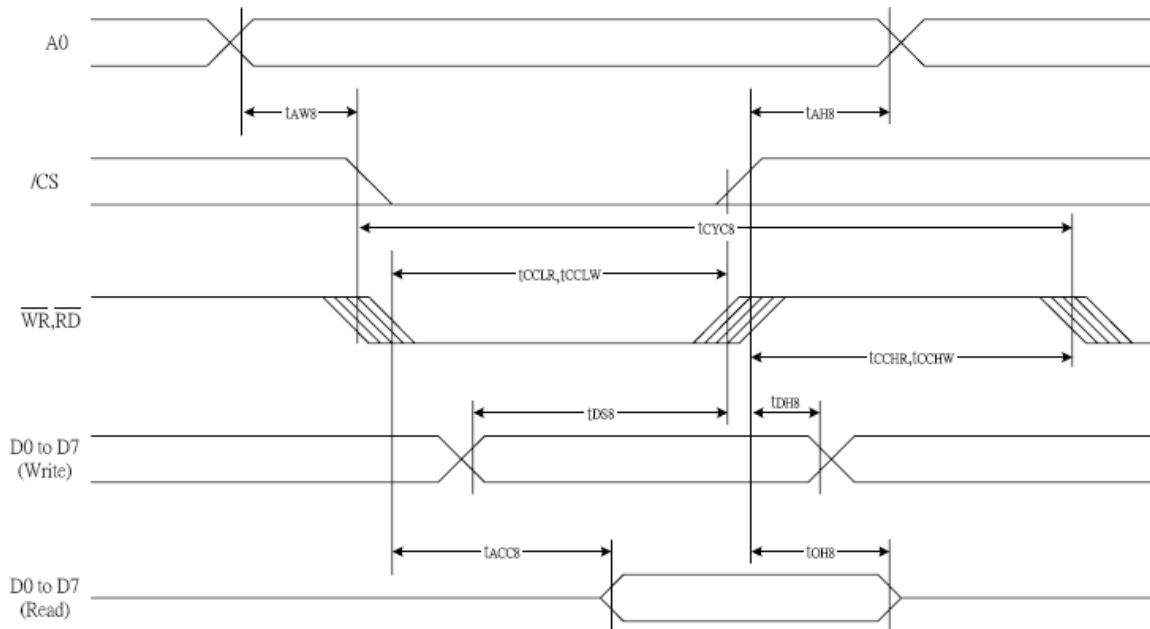 A0
tAW8
tAH8
/CS
tCYC8
tCCLR,tCCLW
WR,RD
tCCHR,tCCHW
tDS8
tDH8
D0 to D7
(Write)
tACC8
tOH8
D0 to D7
(Read)